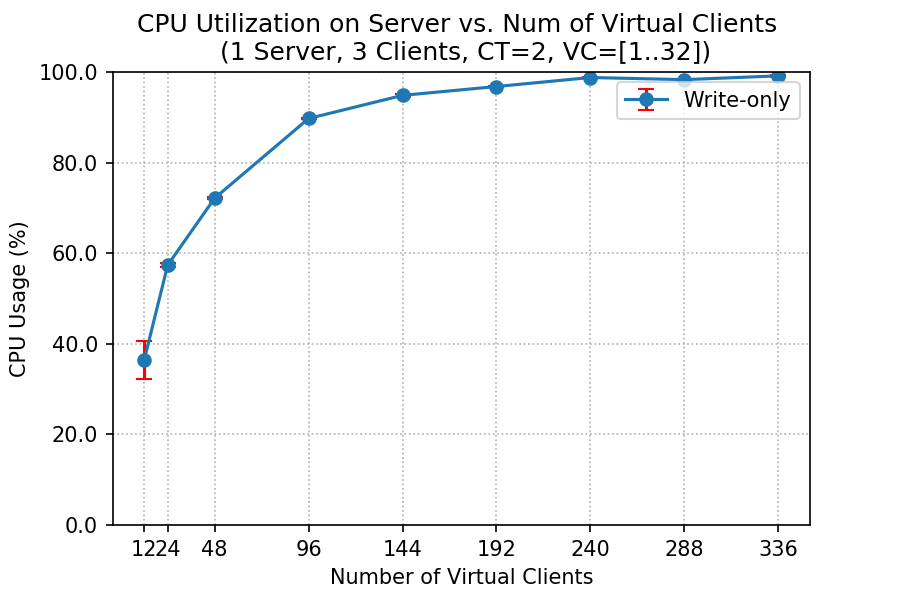 CPU Utilization on Server vs. Num of Virtual Clients
(1 Server, 3 Clients, CT=2, VC=[1..32])
100.0
80.0
60.0
40.0
20.0
0.0
CPU Usage (%)
Write-only
12 24 48 96 144 192 240 288 336
Number of Virtual Clients